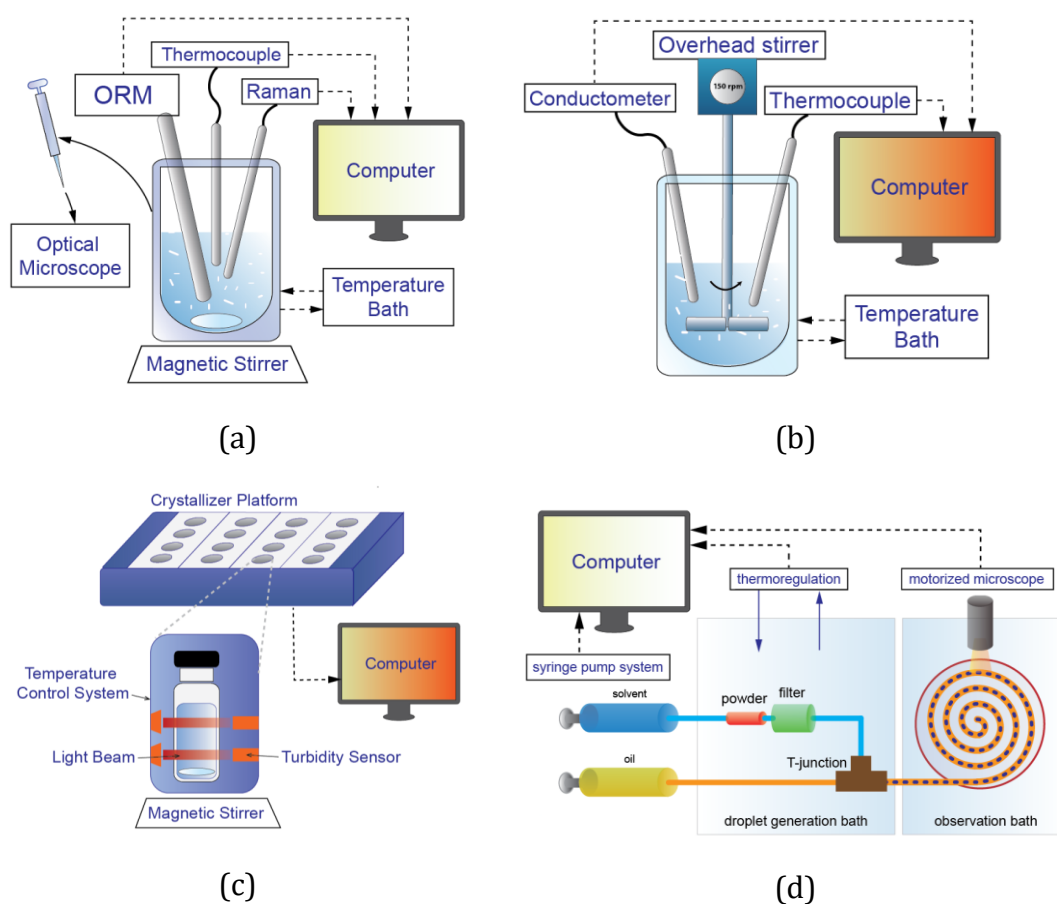 Thermocouple
ORM
Raman
Computer
Optical
Microscope
Temperature
Bath
Magnetic Stirrer
(a)
Overhead stirrer
150 rpm
Conductometer
Thermocouple
Computer
Temperature
Bath
(b)
Crystallizer Platform
Temperature
Control System
Computer
Light Beam
Turbidity Sensor
Magnetic Stirrer
(c)
Computer
thermoregulation
motorized microscope
syringe pump system
solvent
powder
filter
T-junction
oil
droplet generation bath
observation bath
(d)